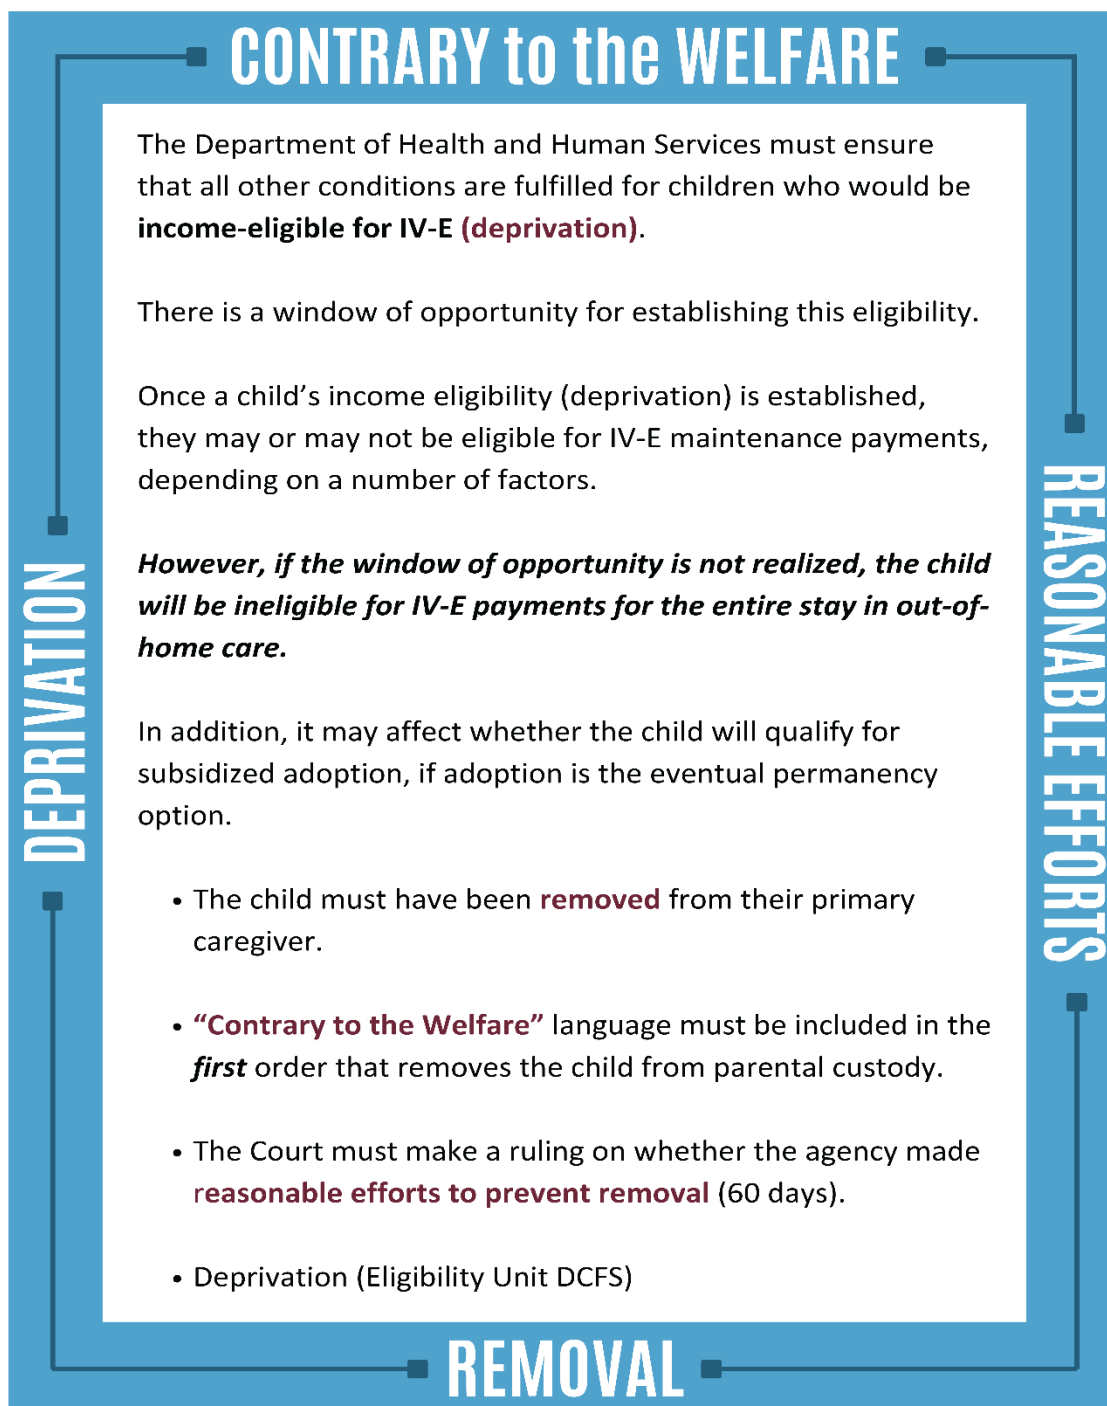 CONTRARY to the WELFARE
The Department of Health and Human Services must ensure
that all other conditions are fulfilled for children who would be
income-eligible for IV-E (deprivation).
There is a window of opportunity for establishing this eligibility.
Once a child’s income eligibility (deprivation) is established,
they may or may not be eligible for IV-E maintenance payments,
depending on a number of factors.
However, if the window of opportunity is not realized, the child
will be ineligible for IV-E payments for the entire stay in out-of-
home care.
In addition, it may affect whether the child will qualify for
subsidized adoption, if adoption is the eventual permanency
option.
• The child must have been removed from their primary
caregiver.
• “Contrary to the Welfare” language must be included in the
first order that removes the child from parental custody.
• The Court must make a ruling on whether the agency made
reasonable efforts to prevent removal (60 days).
• Deprivation (Eligibility Unit DCFS)
DEPRIVATION
REASONABLE EFFORTS
REMOVAL